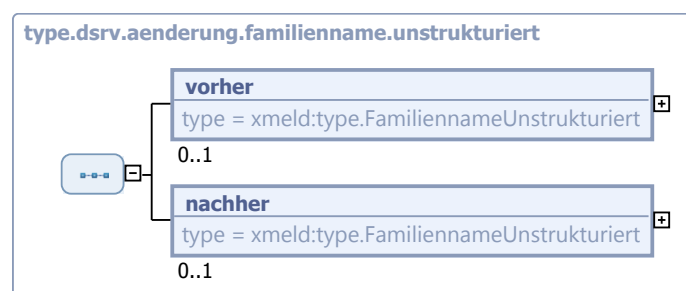 type.dsrv.aenderung.familienname.unstrukturiert
vorher
type = xmeld:type.FamiliennameUnstrukturiert
0..1
nachher
type = xmeld:type.FamiliennameUnstrukturiert
0..1